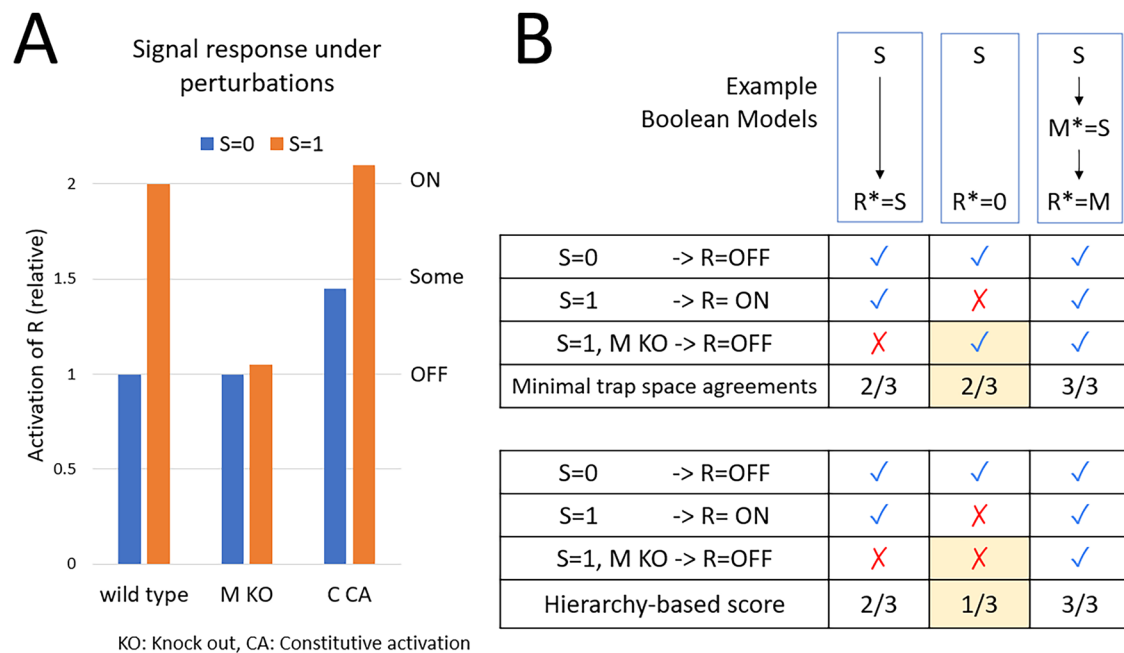 A
Signal response under
perturbations
S=0 S=1
Activation of R (relative)
2
1.5
1
0.5
0
ON
Some
OFF
wild type M KO C CA
KO: Knock out, CA: Constitutive activation
B
Example
Boolean Models
S S S
M*=S
R*=S R*=0 R*=M
S=0 -> R=OFF ✓ ✓ ✓
S=1 -> R= ON ✓ ✗ ✓
S=1, M KO -> R=OFF ✗ ✓ ✓
Minimal trap space agreements 2/3 2/3 3/3
S=0 -> R=OFF ✓ ✓ ✓
S=1 -> R= ON ✓ ✗ ✓
S=1, M KO -> R=OFF ✗ ✗ ✓
Hierarchy-based score 2/3 1/3 3/3